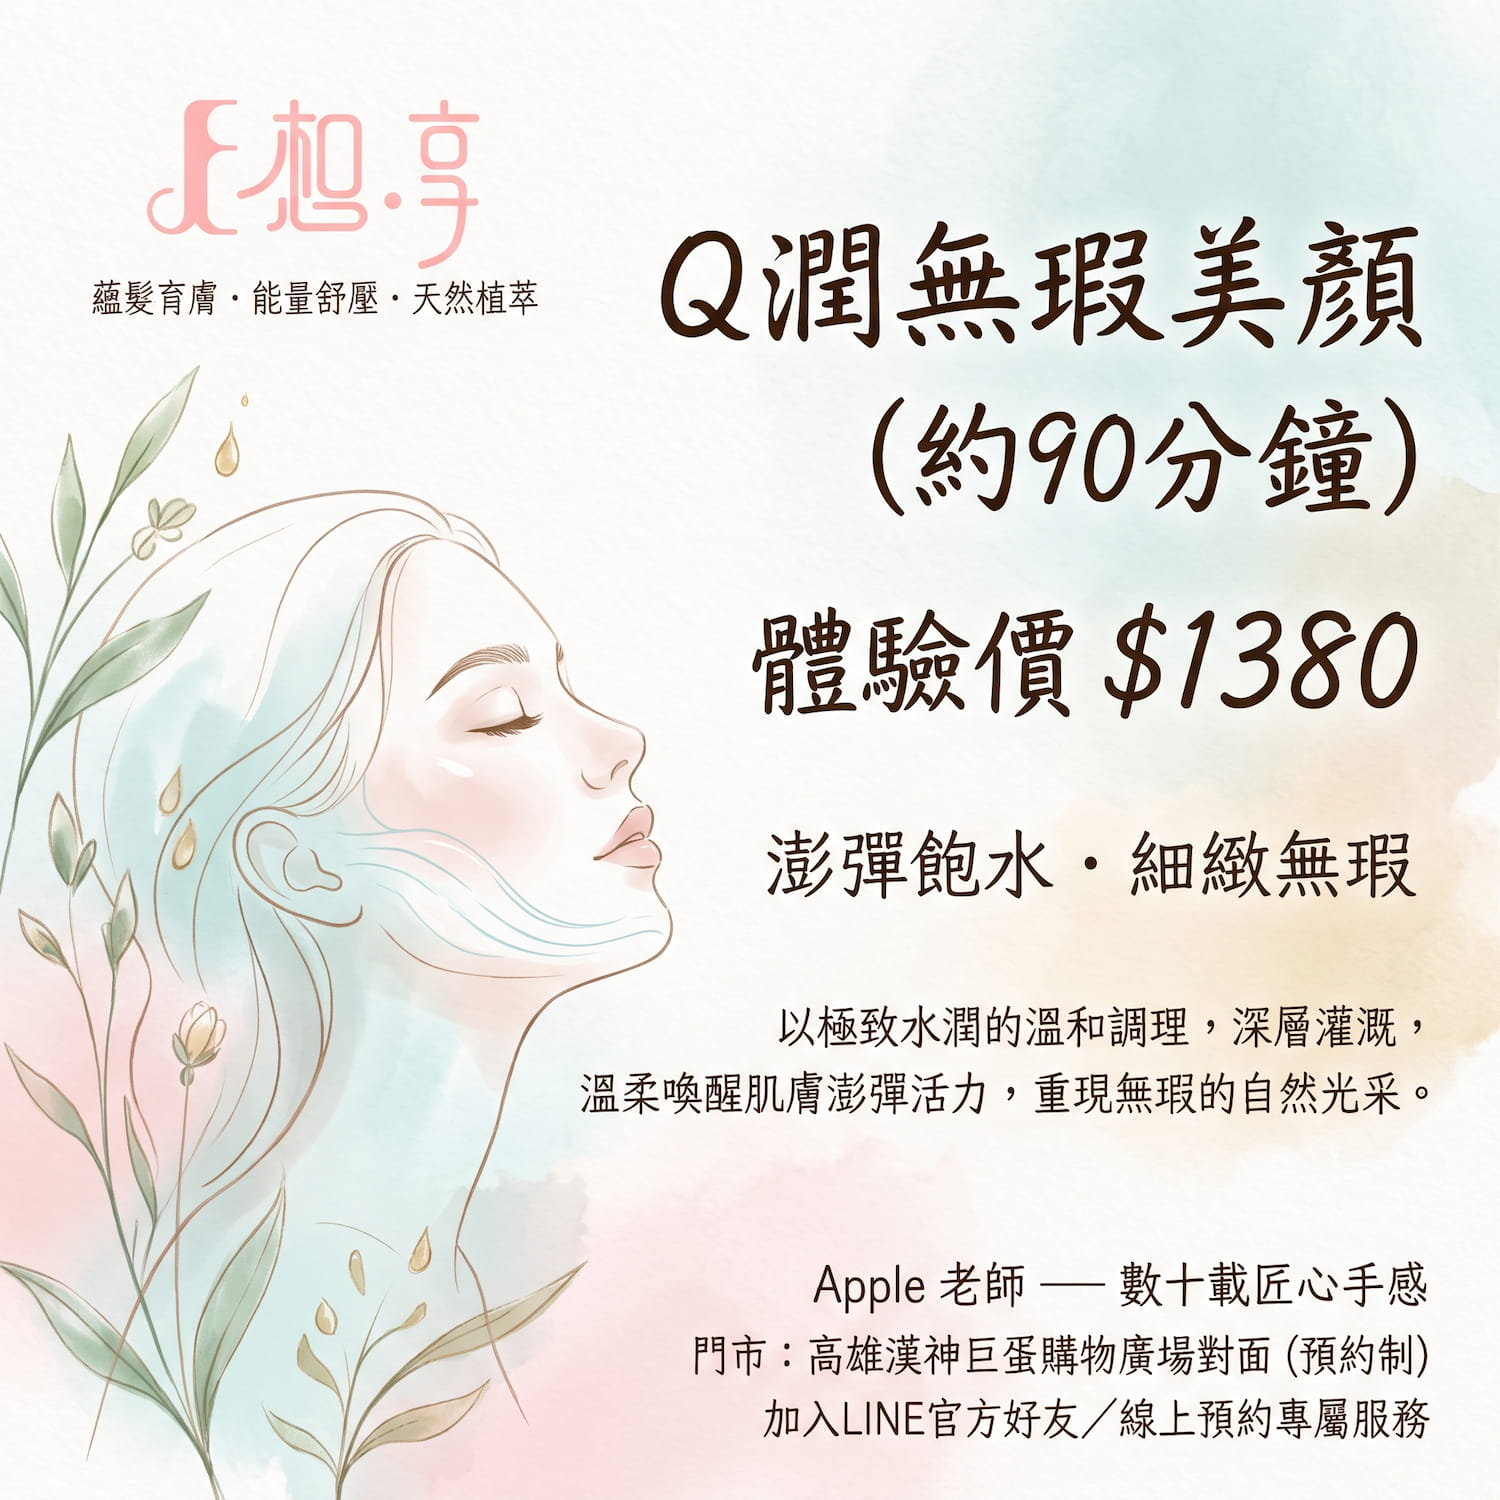 想・享
蘊髮育膚・能量舒壓・天然植萃
Q潤無瑕美顏
(約90分鐘)
體驗價 $1380
澎彈飽水・細緻無瑕
以極致水潤的溫和調理，深層灌溉，
溫柔喚醒肌膚澎彈活力，重現無瑕的自然光采。
Apple 老師 —— 數十載匠心手感
門市：高雄漢神巨蛋購物廣場對面 (預約制)
加入LINE官方好友／線上預約專屬服務